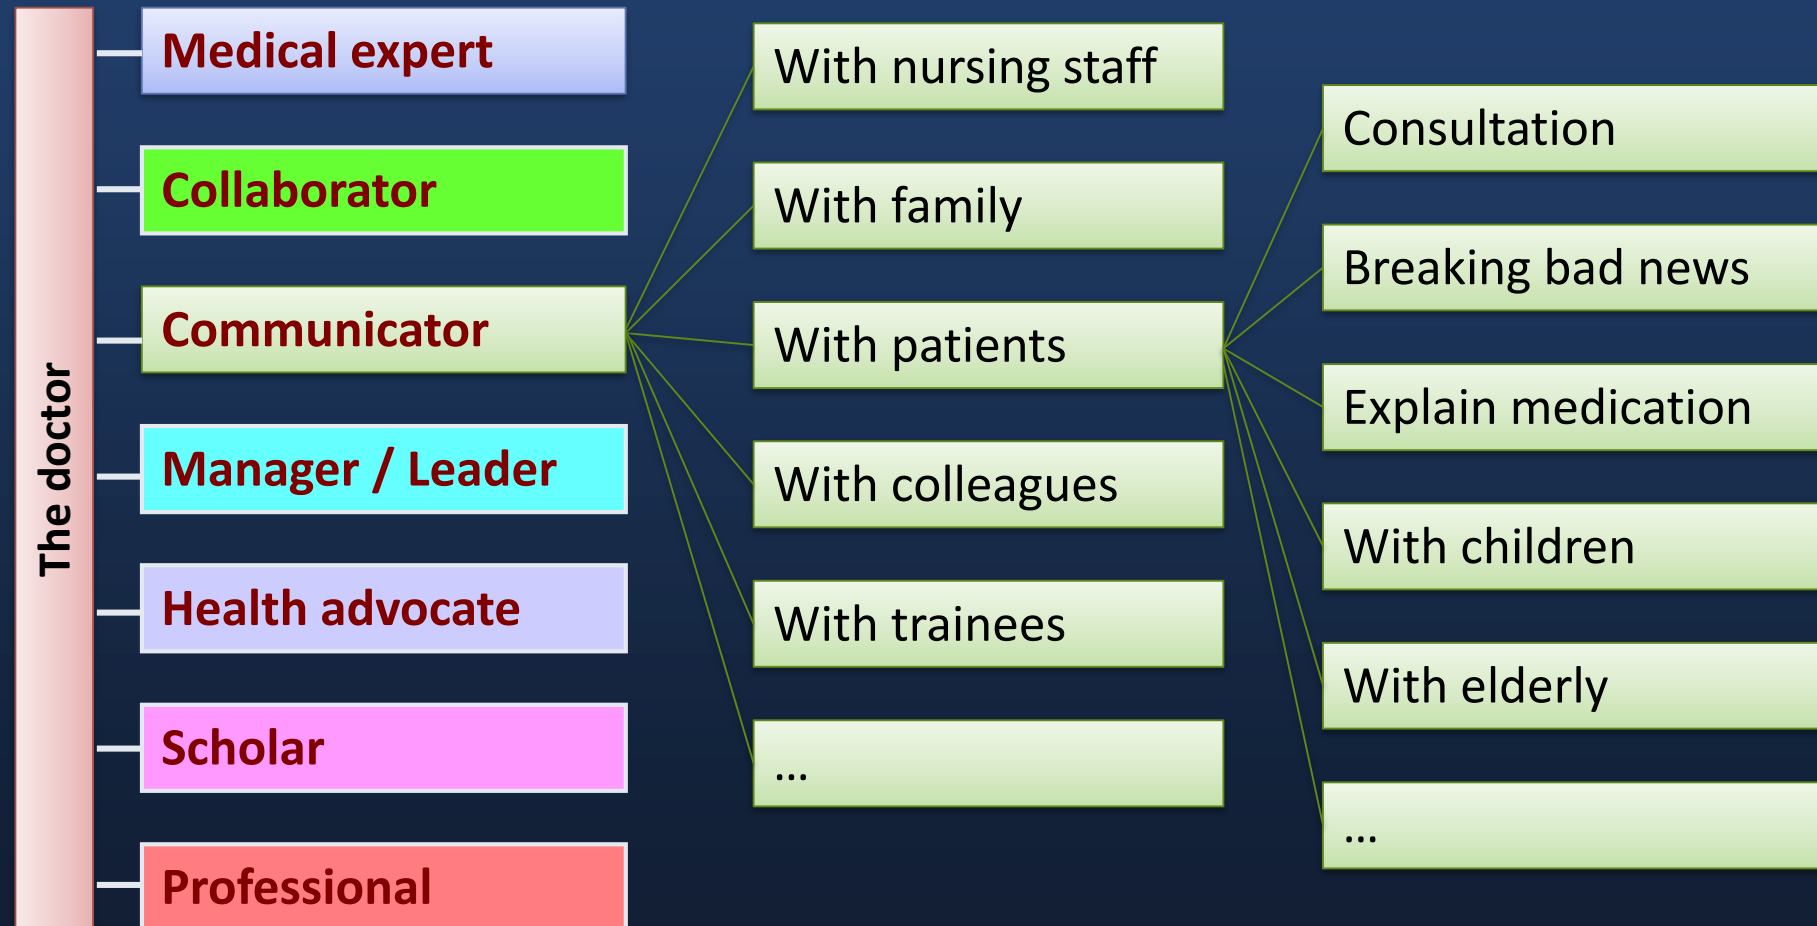 The doctor
Medical expert
Collaborator
Communicator
Manager / Leader
Health advocate
Scholar
Professional
With nursing staff
With family
With patients
With colleagues
With trainees
...
Consultation
Breaking bad news
Explain medication
With children
With elderly
...